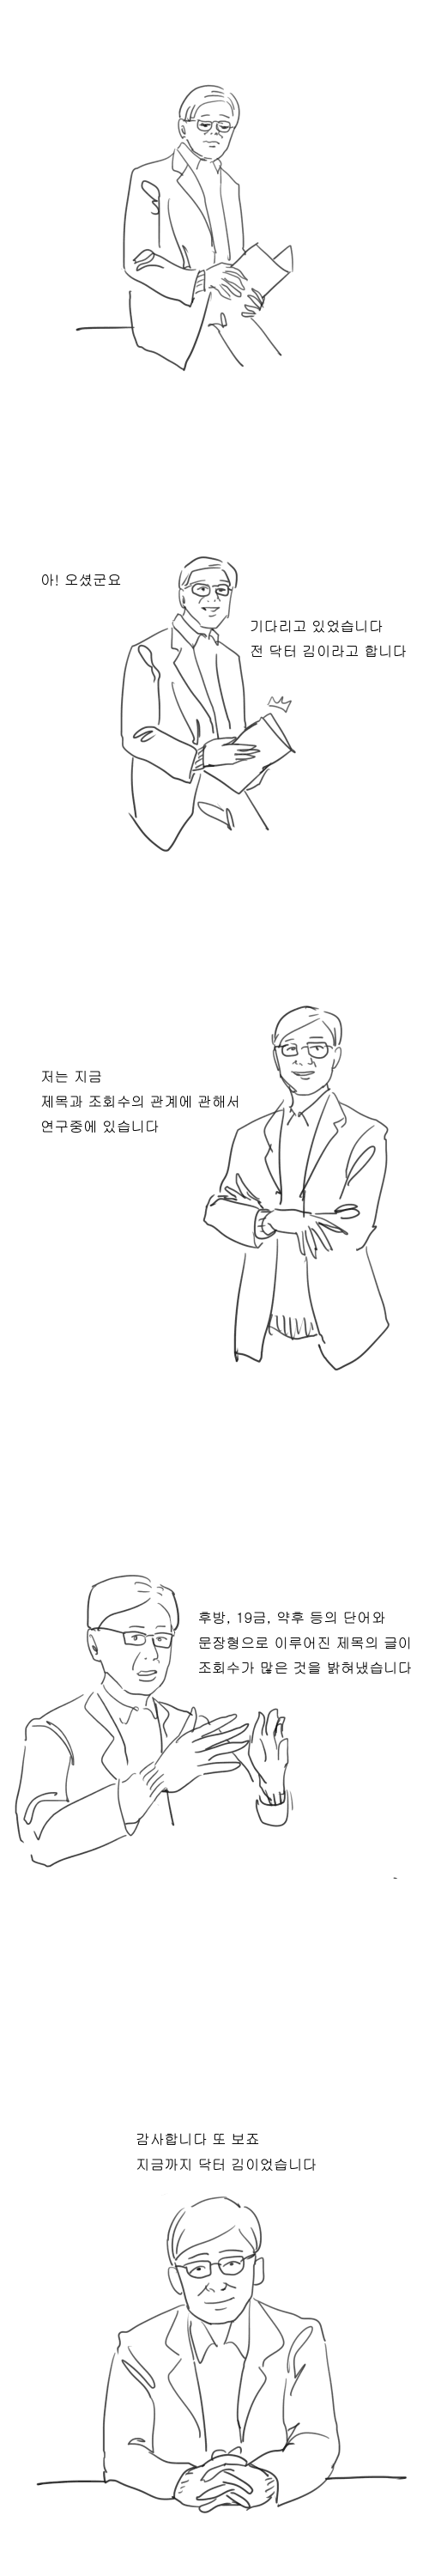 아! 오셨군요
기다리고 있었습니다
전 닥터 김이라고 합니다
저는 지금
제목과 조회수의 관계에 관해서
연구중에 있습니다
후방, 19금, 약후 등의 단어와
문장형으로 이루어진 제목의 글이
조회수가 많은 것을 밝혀냈습니다
감사합니다 또 보죠
지금까지 닥터 김이었습니다